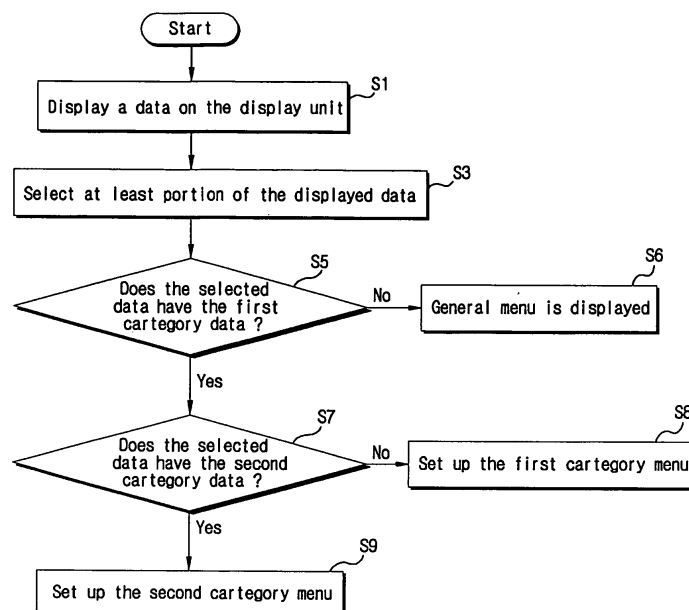 Start
S1
Display a data on the display unit
S3
Select at least portion of the displayed data
S5
Does the selected
data have the first
cartegory data ?
No
S6
General menu is displayed
Yes
S7
Does the selected
data have the second
cartegory data ?
No
S8
Set up the first cartegory menu
Yes
S9
Set up the second cartegory menu